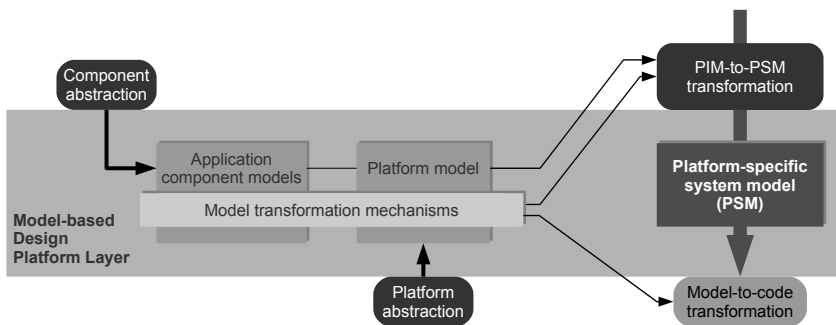 Component
abstraction
PIM-to-PSM
transformation
Application
component models
Platform model
Platform-specific
system model
(PSM)
Model transformation mechanisms
Model-based
Design
Platform Layer
Platform
abstraction
Model-to-code
transformation